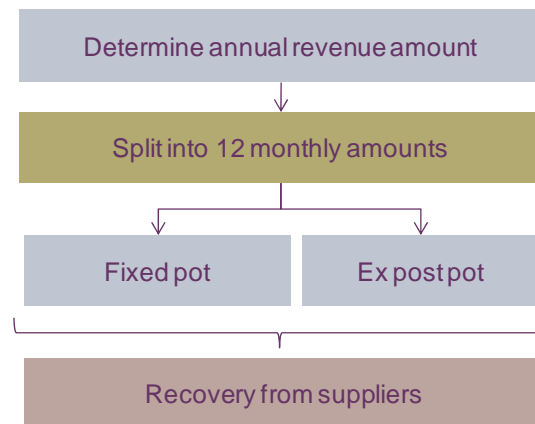 Determine annual revenue amount
Split into 12 monthly amounts
Fixed pot
Ex post pot
Recovery from suppliers